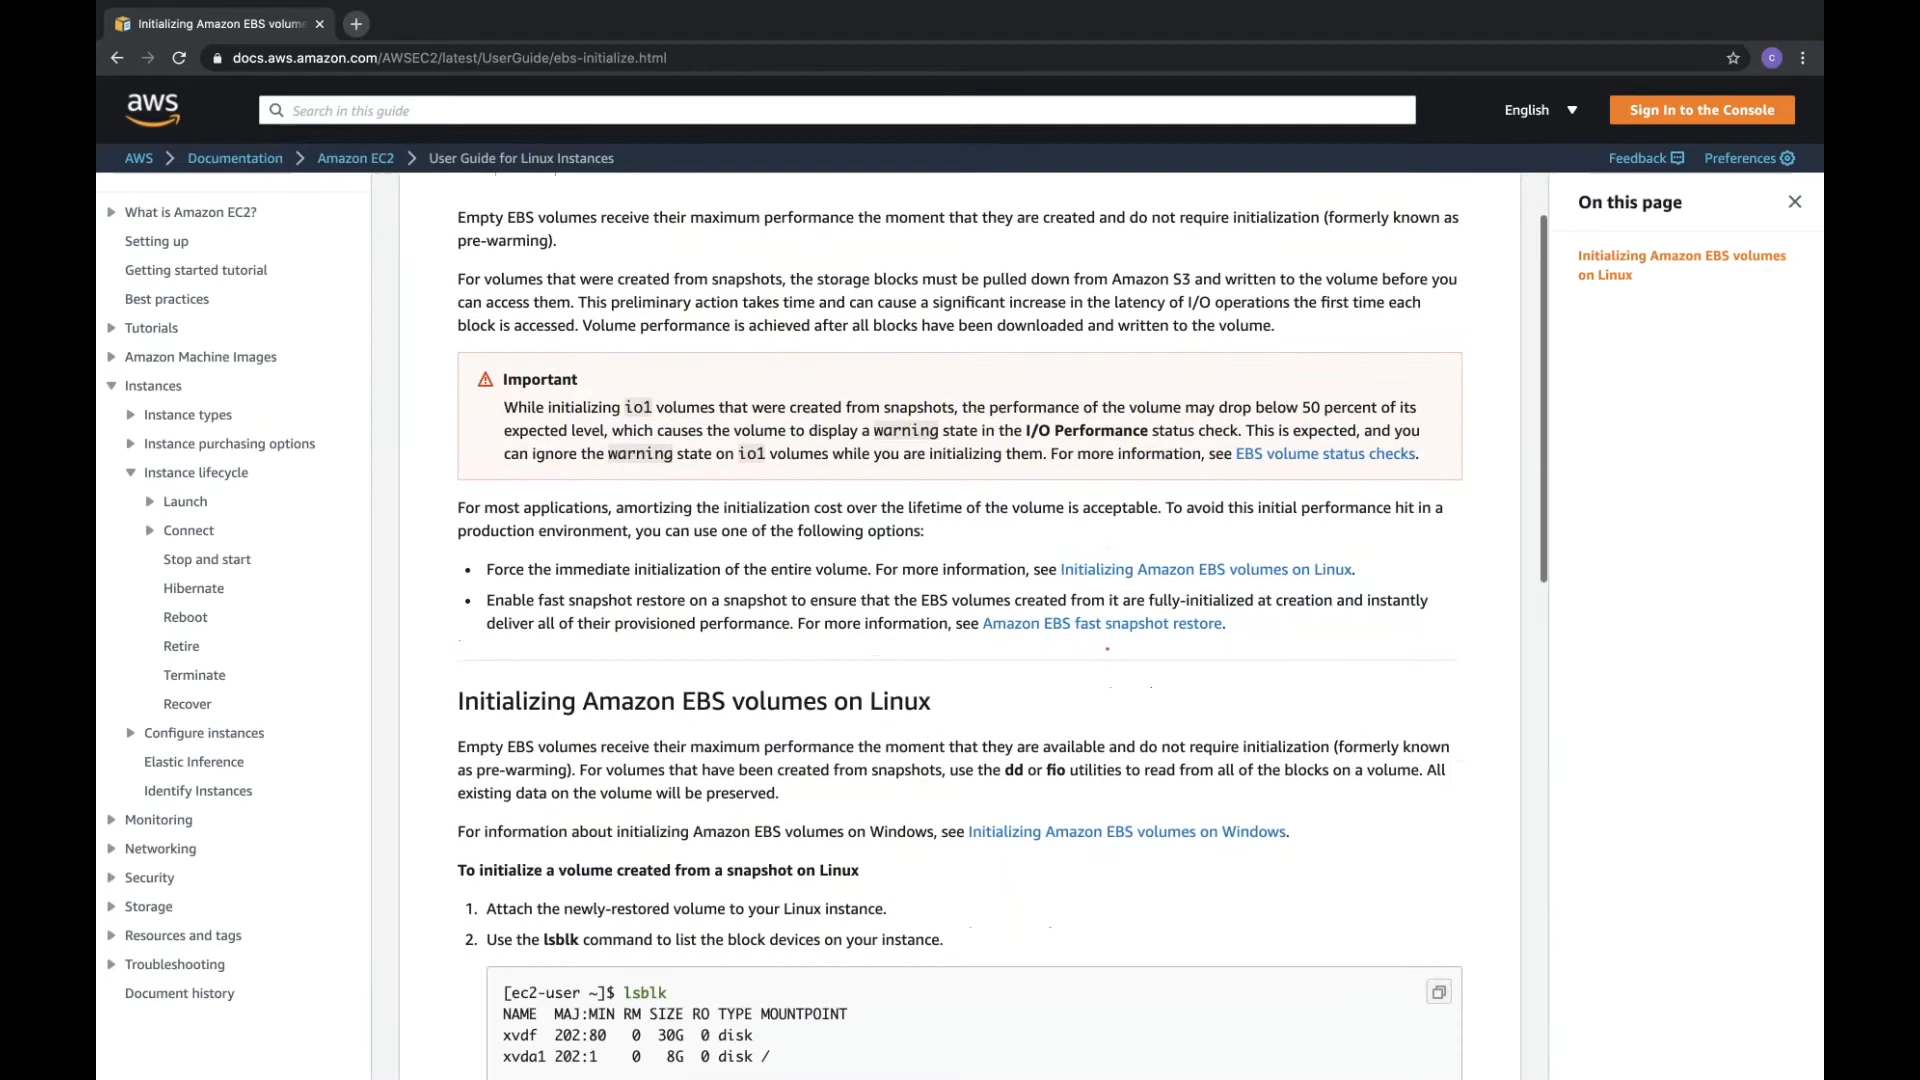 Initializing Amazon EBS volum
docs.aws.amazon.com/AWSEC2/latest/UserGuide/ebs-initialize.html
C
aws
Search in this guide
English
Sign In to the Console
AWS
Documentation
Amazon EC2
User Guide for Linux Instances
Feedback
Preferences
What is Amazon EC2?
Setting up
Getting started tutorial
Best practices
Tutorials
Amazon Machine Images
Instances
Instance types
Instance purchasing options
Instance lifecycle
Launch
Connect
Stop and start
Hibernate
Reboot
Retire
Terminate
Recover
Configure instances
Elastic Inference
Identify Instances
Monitoring
Networking
Security
Storage
Resources and tags
Troubleshooting
Document history
Empty EBS volumes receive their maximum performance the moment that they are created and do not require initialization (formerly known as
pre-warming).
For volumes that were created from snapshots, the storage blocks must be pulled down from Amazon S3 and written to the volume before you
can access them. This preliminary action takes time and can cause a significant increase in the latency of I/O operations the first time each
block is accessed. Volume performance is achieved after all blocks have been downloaded and written to the volume.
Important
While initializing io1 volumes that were created from snapshots, the performance of the volume may drop below 50 percent of its
expected level, which causes the volume to display a warning state in the I/O Performance status check. This is expected, and you
can ignore the warning state on io1 volumes while you are initializing them. For more information, see EBS volume status checks.
For most applications, amortizing the initialization cost over the lifetime of the volume is acceptable. To avoid this initial performance hit in a
production environment, you can use one of the following options:
• Force the immediate initialization of the entire volume. For more information, see Initializing Amazon EBS volumes on Linux.
• Enable fast snapshot restore on a snapshot to ensure that the EBS volumes created from it are fully-initialized at creation and instantly
deliver all of their provisioned performance. For more information, see Amazon EBS fast snapshot restore.
Initializing Amazon EBS volumes on Linux
Empty EBS volumes receive their maximum performance the moment that they are available and do not require initialization (formerly known
as pre-warming). For volumes that have been created from snapshots, use the dd or fio utilities to read from all of the blocks on a volume. All
existing data on the volume will be preserved.
For information about initializing Amazon EBS volumes on Windows, see Initializing Amazon EBS volumes on Windows.
To initialize a volume created from a snapshot on Linux
1. Attach the newly-restored volume to your Linux instance.
2. Use the lsblk command to list the block devices on your instance.
[ec2-user ~]$ lsblk
NAME MAJ:MIN RM SIZE RO TYPE MOUNTPOINT
xvdf 202:80 0 30G 0 disk
xvda1 202:1 0 8G 0 disk /
On this page
Initializing Amazon EBS volumes
on Linux